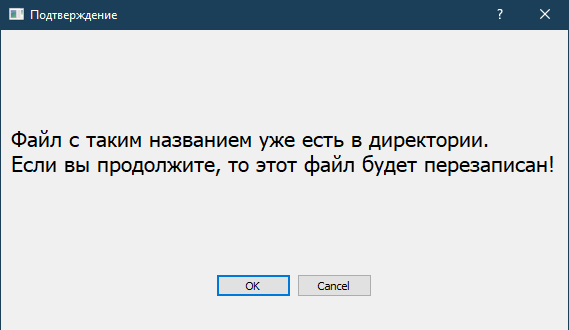 Подтверждение
?
Файл с таким названием уже есть в директории.
Если вы продолжите, то этот файл будет перезаписан!
OK
Cancel